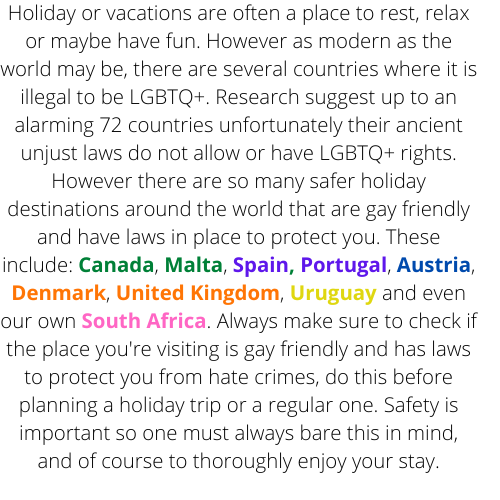 Holiday or vacations are often a place to rest, relax
or maybe have fun. However as modern as the
world may be, there are several countries where it is
illegal to be LGBTQ+. Research suggest up to an
alarming 72 countries unfortunately their ancient
unjust laws do not allow or have LGBTQ+ rights.
However there are so many safer holiday
destinations around the world that are gay friendly
and have laws in place to protect you. These
include: Canada, Malta, Spain, Portugal, Austria,
Denmark, United Kingdom, Uruguay and even
our own South Africa. Always make sure to check if
the place you're visiting is gay friendly and has laws
to protect you from hate crimes, do this before
planning a holiday trip or a regular one. Safety is
important so one must always bare this in mind,
and of course to thoroughly enjoy your stay.